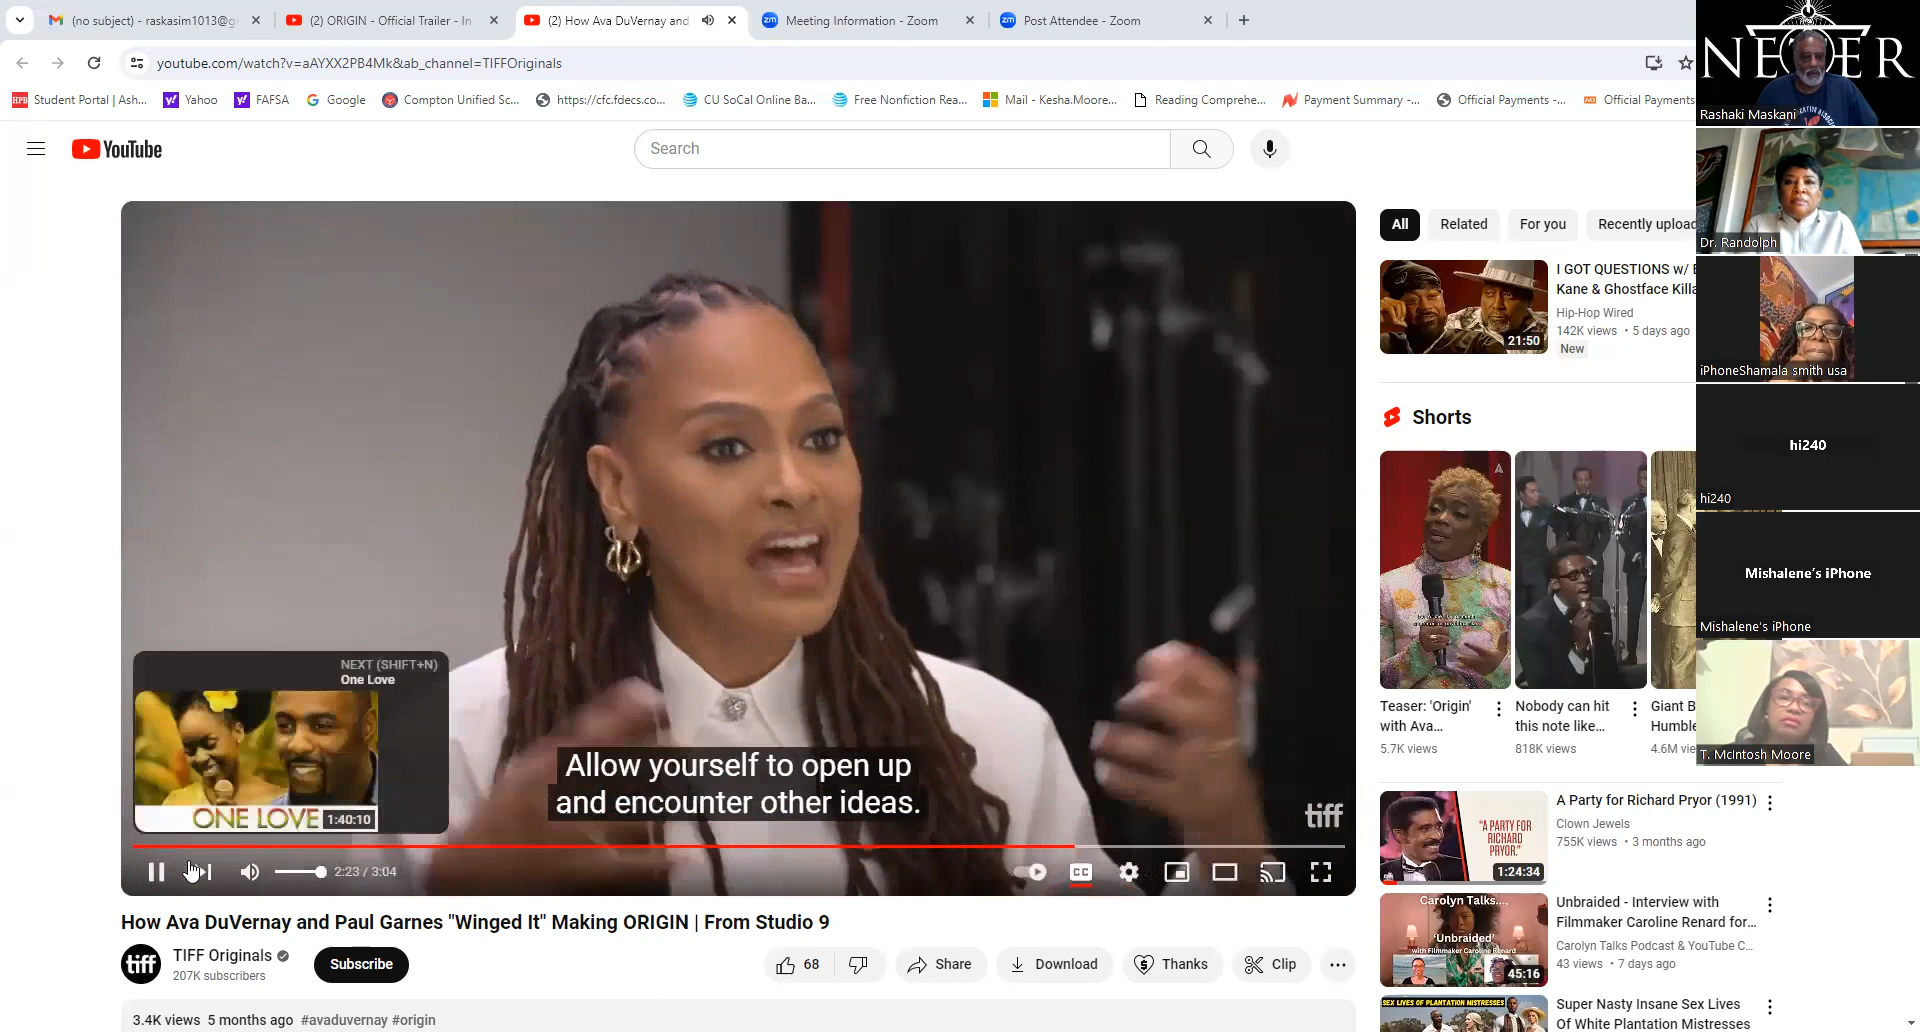 (no subject) - raskasim1013@g
(2) ORIGIN - Official Trailer - In
(2) How Ava DuVernay and
Meeting Information - Zoom
Post Attendee - Zoom
youtube.com/watch?v=aAYXX2PB4Mk&ab_channel=TIFFOriginals
Student Portal | Ash...
Yahoo
FAFSA
Google
Compton Unified Sc...
https://cfc.fdecs.co...
CU SoCal Online Ba...
Free Nonfiction Rea...
Mail - Kesha.Moore...
Reading Comprehe...
Payment Summary -...
Official Payments -...
Official Payments
YouTube
Search
NEXT (SHIFT+N)
One Love
ONE LOVE
1:40:10
Allow yourself to open up
and encounter other ideas.
tiff
2:23 / 3:04
CC
How Ava DuVernay and Paul Garnes "Winged It" Making ORIGIN | From Studio 9
tiff
TIFF Originals
207K subscribers
Subscribe
68
Share
Download
Thanks
Clip
3.4K views 5 months ago #avaduvernay #origin
All
Related
For you
Recently upload
I GOT QUESTIONS w/
Kane & Ghostface Killa
Hip-Hop Wired
142K views • 5 days ago
New
21:50
Shorts
Teaser: 'Origin'
with Ava...
5.7K views
Nobody can hit
this note like...
818K views
Giant B
Humble
4.6M vie
A Party for Richard Pryor (1991)
Clown Jewels
755K views • 3 months ago
"A PARTY FOR
RICHARD
PRYOR."
1:24:34
Unbraided - Interview with
Filmmaker Caroline Renard for...
Carolyn Talks Podcast & YouTube C...
43 views • 7 days ago
Carolyn Talks...,
'Unbraided'
with Filmmaker Caroline Renard
45:16
Super Nasty Insane Sex Lives
Of White Plantation Mistresses
SEX LIVES OF PLANTATION MISTRESSES
Rashaki Maskani
Dr. Randolph
iPhoneShamala smith usa
hi240
hi240
Mishalene's iPhone
Mishalene's iPhone
T. McIntosh Moore